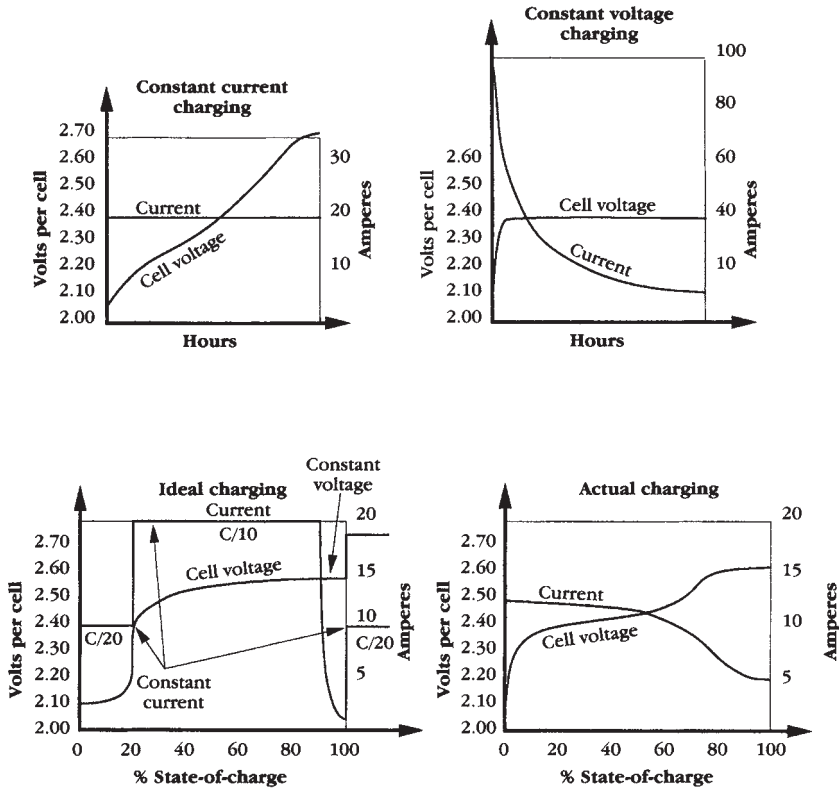 Constant current
charging
Volts per cell
2.70
2.60
2.50
2.40
2.30
2.20
2.10
2.00
Current
Cell voltage
30
20
10
Amperes
Hours
Constant voltage
charging
Volts per cell
2.60
2.50
2.40
2.30
2.20
2.10
2.00
Cell voltage
Current
100
80
60
40
10
Amperes
Hours
Ideal charging
Constant
voltage
Volts per cell
2.70
2.60
2.50
2.40
2.30
2.20
2.10
2.00
Current
C/10
Cell voltage
C/20
Constant
current
20
15
10
C/20
5
Amperes
0 20 40 60 80 100
% State-of-charge
Actual charging
Volts per cell
2.70
2.60
2.50
2.40
2.30
2.20
2.10
2.00
Current
Cell voltage
20
15
10
5
Amperes
0 20 40 60 80 100
% State-of-charge